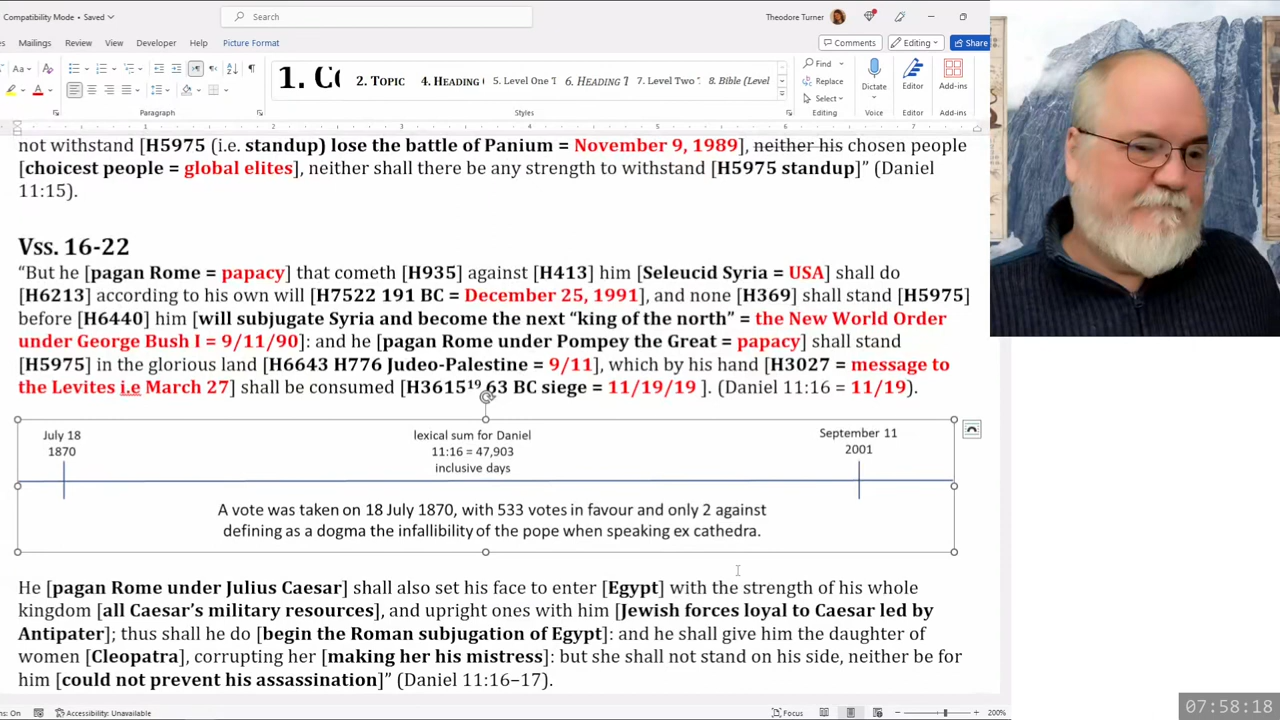 Compatibility Mode • Saved
Search
Theodore Turner
Mailings Review View Developer Help Picture Format
Comments Editing Share
Aa A A
1. Cc 2. Topic 4. Heading 5. Level One T 6. Heading T 7. Level Two 8. Bible (Level
Find
Replace
Select
Dictate Editor Add-ins
Paragraph Styles Editing Voice Editor Add-ins
1 2 3 4 5 6 7
not withstand [H5975 (i.e. standup) lose the battle of Panium = November 9, 1989], neither his chosen people
[choicest people = global elites], neither shall there be any strength to withstand [H5975 standup]” (Daniel
11:15).
Vss. 16-22
“But he [pagan Rome = papacy] that cometh [H935] against [H413] him [Seleucid Syria = USA] shall do
[H6213] according to his own will [H7522 191 BC = December 25, 1991], and none [H369] shall stand [H5975]
before [H6440] him [will subjugate Syria and become the next “king of the north” = the New World Order
under George Bush I = 9/11/90]: and he [pagan Rome under Pompey the Great = papacy] shall stand
[H5975] in the glorious land [H6643 H776 Judeo-Palestine = 9/11], which by his hand [H3027 = message to
the Levites i.e March 27] shall be consumed [H3615¹⁹ 63 BC siege = 11/19/19 ]. (Daniel 11:16 = 11/19).
July 18
1870
lexical sum for Daniel
11:16 = 47,903
inclusive days
September 11
2001
A vote was taken on 18 July 1870, with 533 votes in favour and only 2 against
defining as a dogma the infallibility of the pope when speaking ex cathedra.
He [pagan Rome under Julius Caesar] shall also set his face to enter [Egypt] with the strength of his whole
kingdom [all Caesar’s military resources], and upright ones with him [Jewish forces loyal to Caesar led by
Antipater]; thus shall he do [begin the Roman subjugation of Egypt]: and he shall give him the daughter of
women [Cleopatra], corrupting her [making her his mistress]: but she shall not stand on his side, neither be for
him [could not prevent his assassination]” (Daniel 11:16–17).
ns: On Accessibility: Unavailable Focus 200%
07:58:18